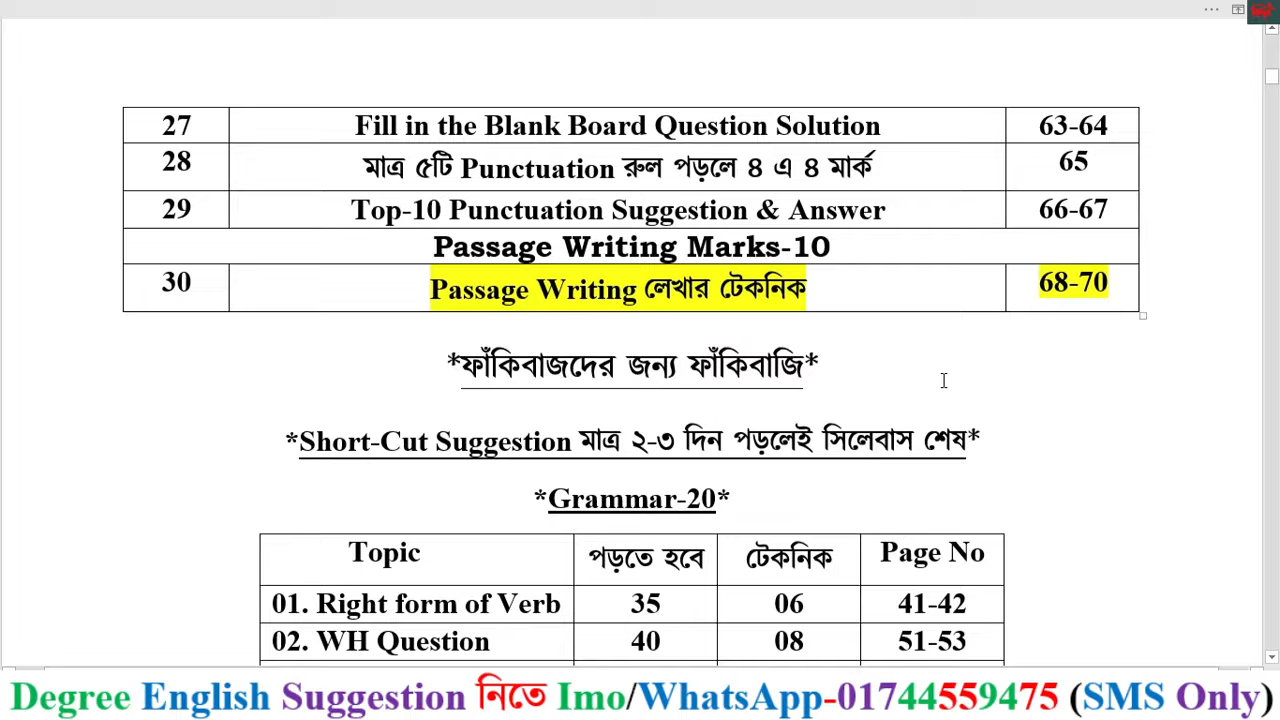 27 Fill in the Blank Board Question Solution 63-64
28 মাত্র ৫টি Punctuation রুল পড়লে ৪ এ ৪ মার্ক 65
29 Top-10 Punctuation Suggestion & Answer 66-67
Passage Writing Marks-10
30 Passage Writing লেখার টেকনিক 68-70
*ফাঁকিবাজদের জন্য ফাঁকিবাজি*
*Short-Cut Suggestion মাত্র ২-৩ দিন পড়লেই সিলেবাস শেষ*
*Grammar-20*
Topic পড়তে হবে টেকনিক Page No
01. Right form of Verb 35 06 41-42
02. WH Question 40 08 51-53
Degree English Suggestion নিতে Imo/WhatsApp-01744559475 (SMS Only)